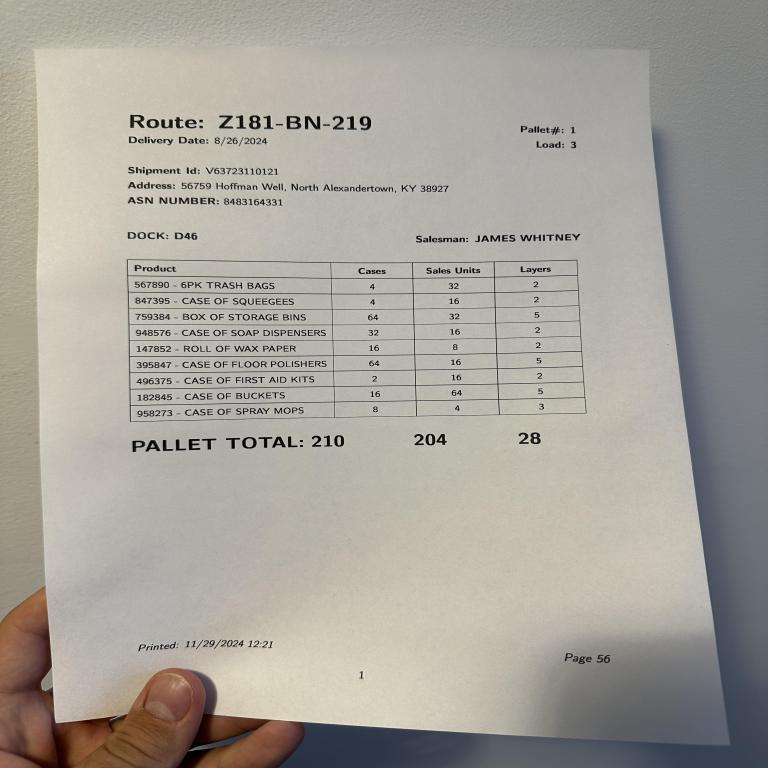 Route: Z181-BN-219
Delivery Date: 8/26/2024
Pallet#: 1
Load: 3
Shipment Id: V63723110121
Address: 56759 Hoffman Well, North Alexandertown, KY 38927
ASN NUMBER: 8483164331
DOCK: D46 Salesman: JAMES WHITNEY
Product Cases Sales Units Layers
567890 - 6PK TRASH BAGS 4 32 2
847395 - CASE OF SQUEEGEES 4 16 2
759384 - BOX OF STORAGE BINS 64 32 5
948576 - CASE OF SOAP DISPENSERS 32 16 2
147852 - ROLL OF WAX PAPER 16 8 2
395847 - CASE OF FLOOR POLISHERS 64 16 5
496375 - CASE OF FIRST AID KITS 2 16 2
182845 - CASE OF BUCKETS 16 64 5
958273 - CASE OF SPRAY MOPS 8 4 3
PALLET TOTAL: 210 204 28
Printed: 11/29/2024 12:21
Page 56
1